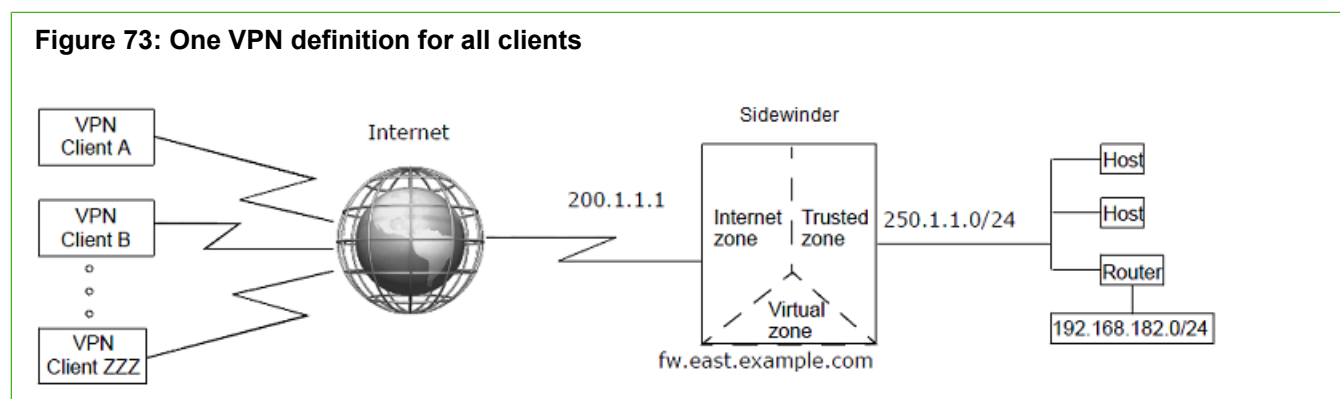 Figure 73: One VPN definition for all clients
VPN
Client A
VPN
Client B
VPN
Client ZZZ
Internet
200.1.1.1
Sidewinder
Internet
zone
Trusted
zone
Virtual
zone
fw.east.example.com
250.1.1.0/24
Host
Host
Router
192.168.182.0/24